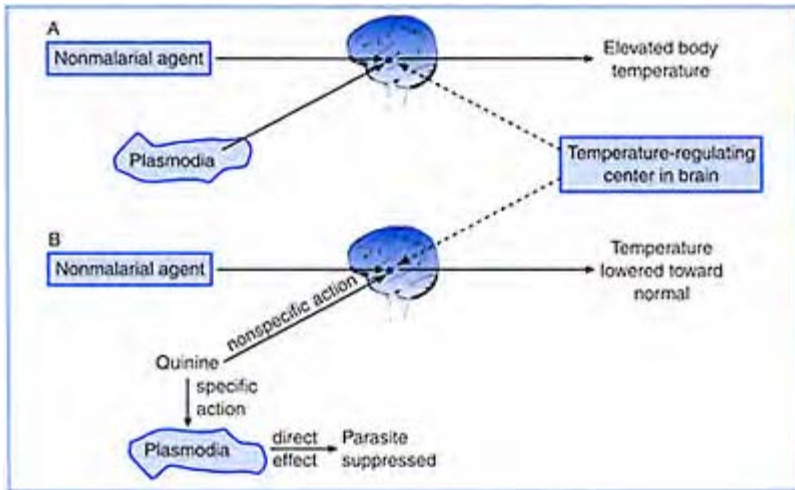 A
Nonmalarial agent
Elevated body
temperature
Plasmodia
Temperature-regulating
center in brain
B
Nonmalarial agent
Temperature
lowered toward
normal
nonspecific action
Quinine
specific
action
Plasmodia
direct
effect
Parasite
suppressed